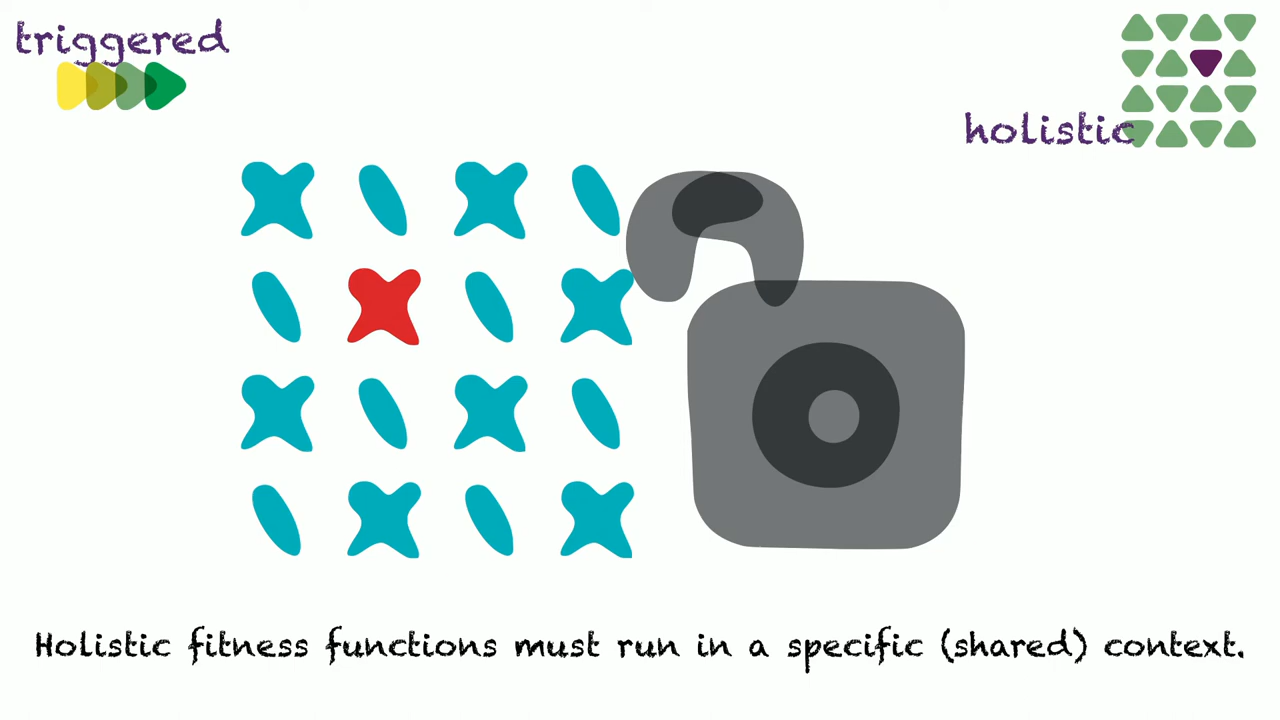 triggered
holistic
Holistic fitness functions must run in a specific (shared) context.